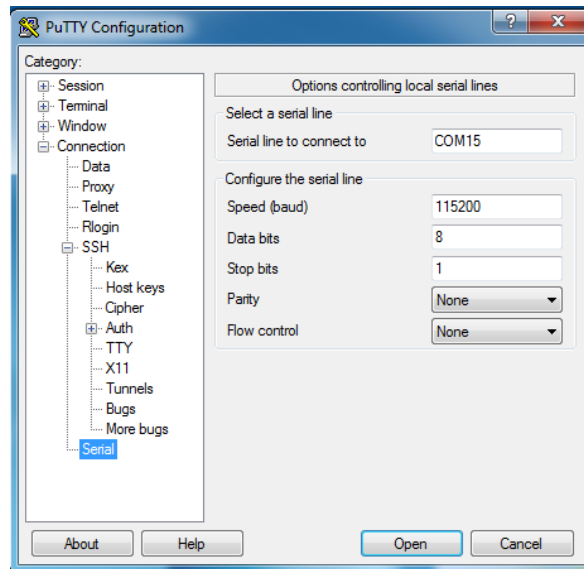 PuTTY Configuration
Category:
Session
Terminal
Window
Connection
Data
Proxy
Telnet
Rlogin
SSH
Kex
Host keys
Cipher
Auth
TTY
X11
Tunnels
Bugs
More bugs
Serial
Options controlling local serial lines
Select a serial line
Serial line to connect to COM15
Configure the serial line
Speed (baud) 115200
Data bits 8
Stop bits 1
Parity None
Flow control None
About Help Open Cancel